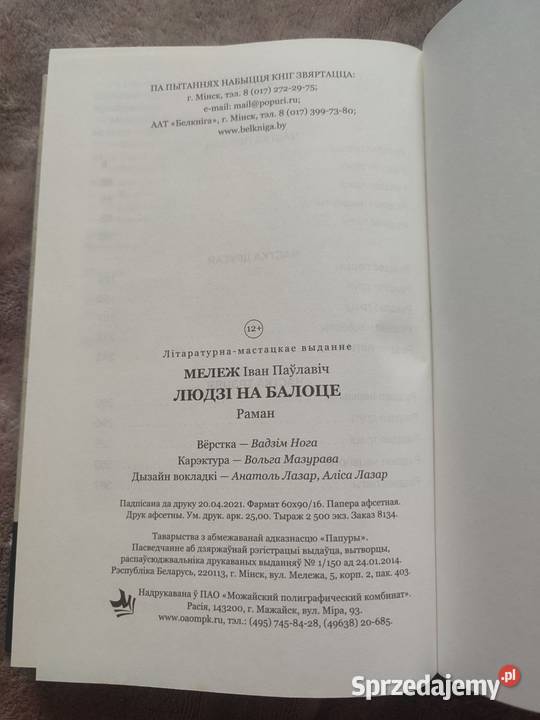 ПА ПЫТАННЯХ НАБЫЦЦЯ КНІГ ЗВЯРТАЦЦА:
г. Мінск, тэл. 8 (017) 272-29-75;
e-mail: mail@popuri.ru;
ААТ «Белкніга», г. Мінск, тэл. 8 (017) 399-73-80;
www.belkniga.by
12+
Літаратурна-мастацкае выданне
МЕЛЕЖ Іван Паўлавіч
ЛЮДЗІ НА БАЛОЦЕ
Раман
Вёрстка — Вадзім Нога
Карэктура — Вольга Мазурава
Дызайн вокладкі — Анатоль Лазар, Аліса Лазар
Падпісана да друку 20.04.2021. Фармат 60х90/16. Папера афсетная.
Друк афсетны. Ум. друк. арк. 25,00. Тыраж 2 500 экз. Заказ 8134.
Таварыства з абмежаванай адказнасцю «Папуры».
Пасведчанне аб дзяржаўнай рэгістрацыі выдаўца, вытворцы,
распаўсюджвальніка друкаваных выданняў № 1/150 ад 24.01.2014.
Рэспубліка Беларусь, 220113, г. Мінск, вул. Мележа, 5, корп. 2, пак. 403.
Надрукавана ў ПАО «Можайский полиграфический комбинат».
Расія, 143200, г. Мажайск, вул. Міра, 93.
www.oaompk.ru, тэл.: (495) 745-84-28, (49638) 20-685.
Sprzedajemy.pl